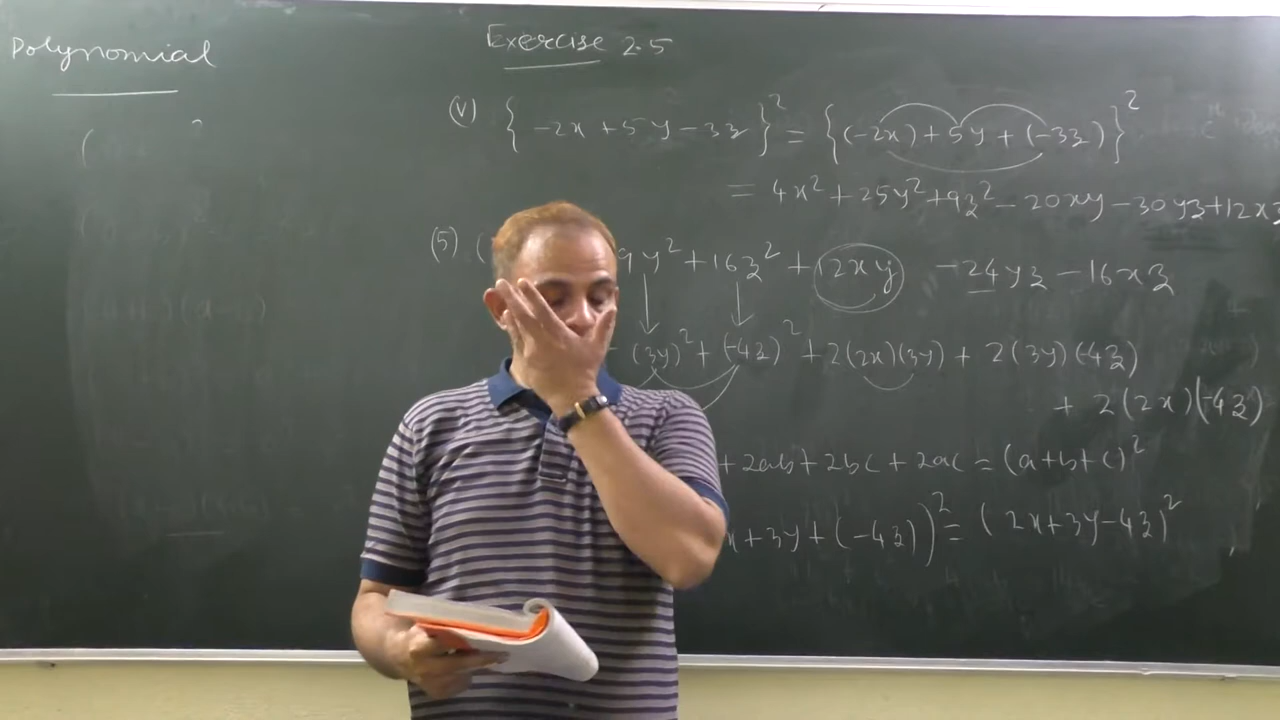 Polynomial
Exercise 2.5
(v) { -2x + 5y - 3z }² = { (-2x) + 5y + (-3z) }²
= 4x² + 25y² + 9z² - 20xy - 30yz + 12xz
(5) ( 9y² + 16z² + 12xy - 24yz - 16xz
(3y)² + (-4z)² + 2(2x)(3y) + 2(3y)(-4z)
+ 2(2x)(-4z)
+ 2ab + 2bc + 2ac = (a+b+c)²
x + 3y + (-4z))² = (2x+3y-4z)²